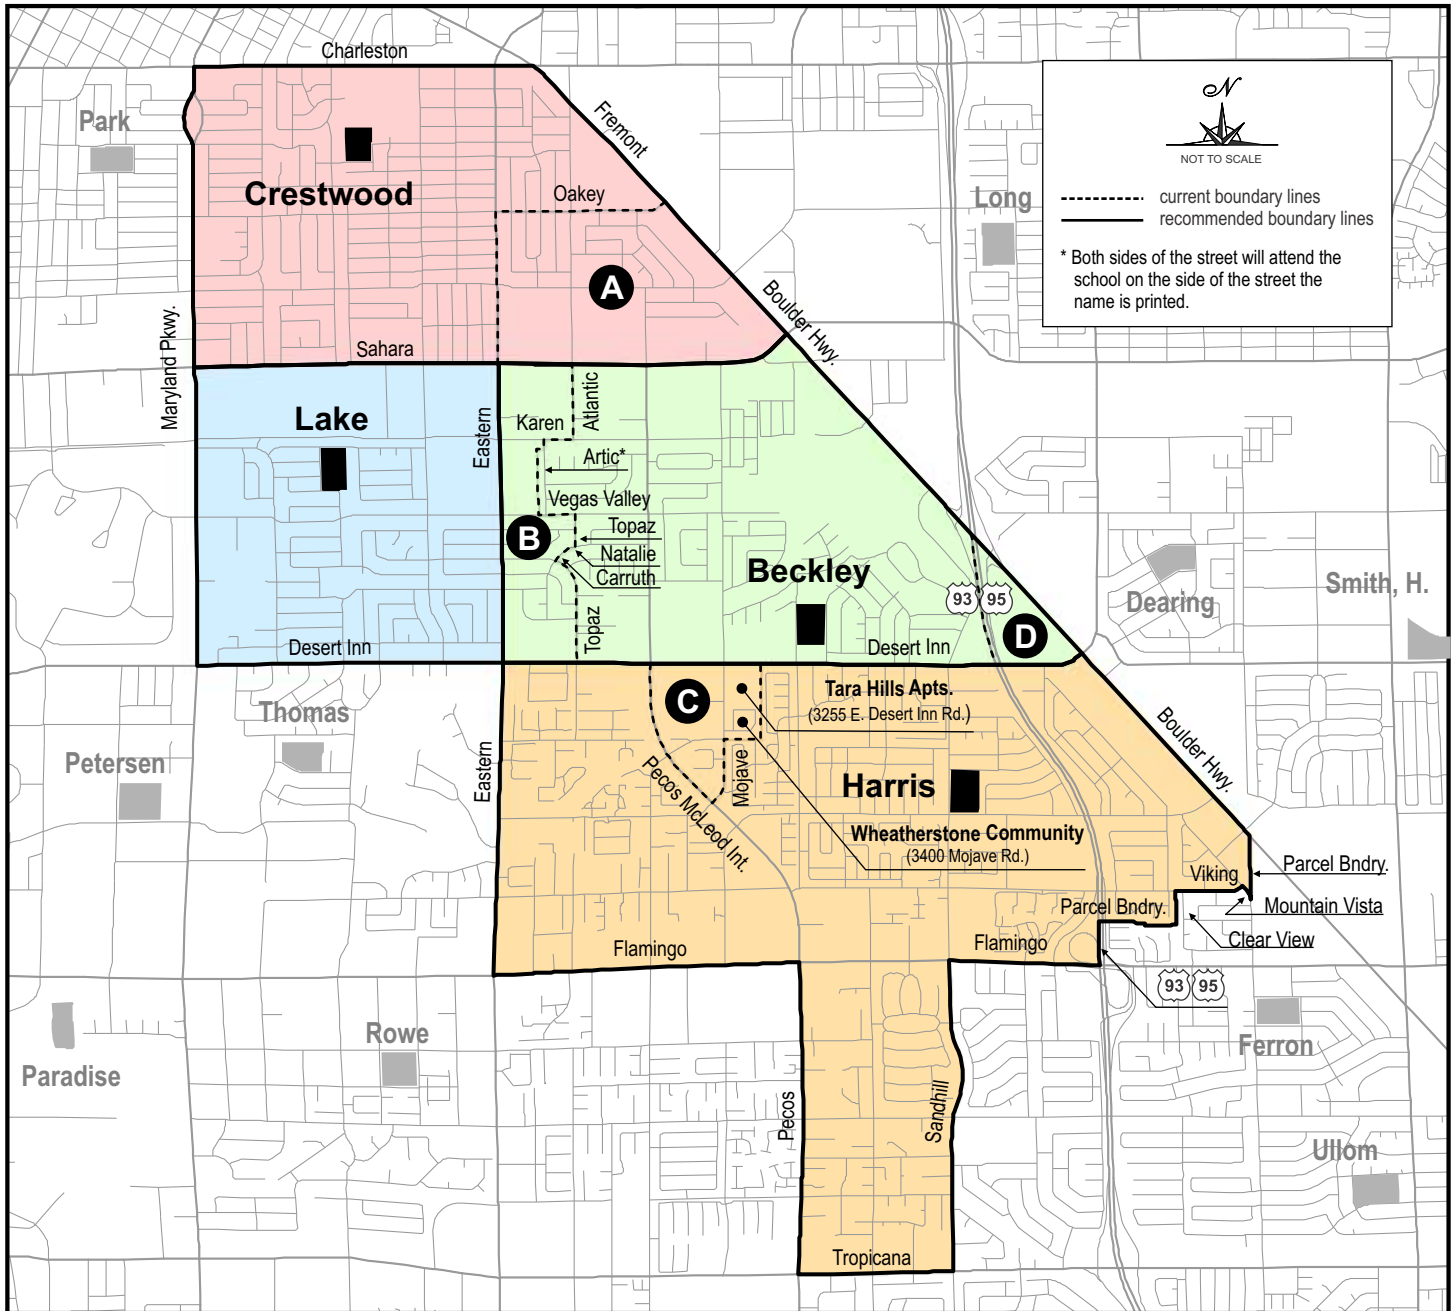 Charleston
Park
Fremont
N
NOT TO SCALE
current boundary lines
recommended boundary lines
* Both sides of the street will attend the
school on the side of the street the
name is printed.
Crestwood
Oakey
Long
A
Boulder Hwy.
Maryland Pkwy.
Sahara
Lake
Eastern
Atlantic
Karen
Artic*
Vegas Valley
B
Topaz
Natalie
Carruth
Beckley
93 95
Dearing
Smith, H.
Topaz
Desert Inn
Desert Inn
D
C
Tara Hills Apts.
(3255 E. Desert Inn Rd.)
Thomas
Petersen
Eastern
Pecos McLeod Int.
Mojave
Harris
Boulder Hwy.
Wheatherstone Community
(3400 Mojave Rd.)
Viking
Parcel Bndry.
Parcel Bndry.
Mountain Vista
Clear View
Flamingo
Flamingo
93 95
Rowe
Ferron
Paradise
Pecos
Sandhill
Ullom
Tropicana